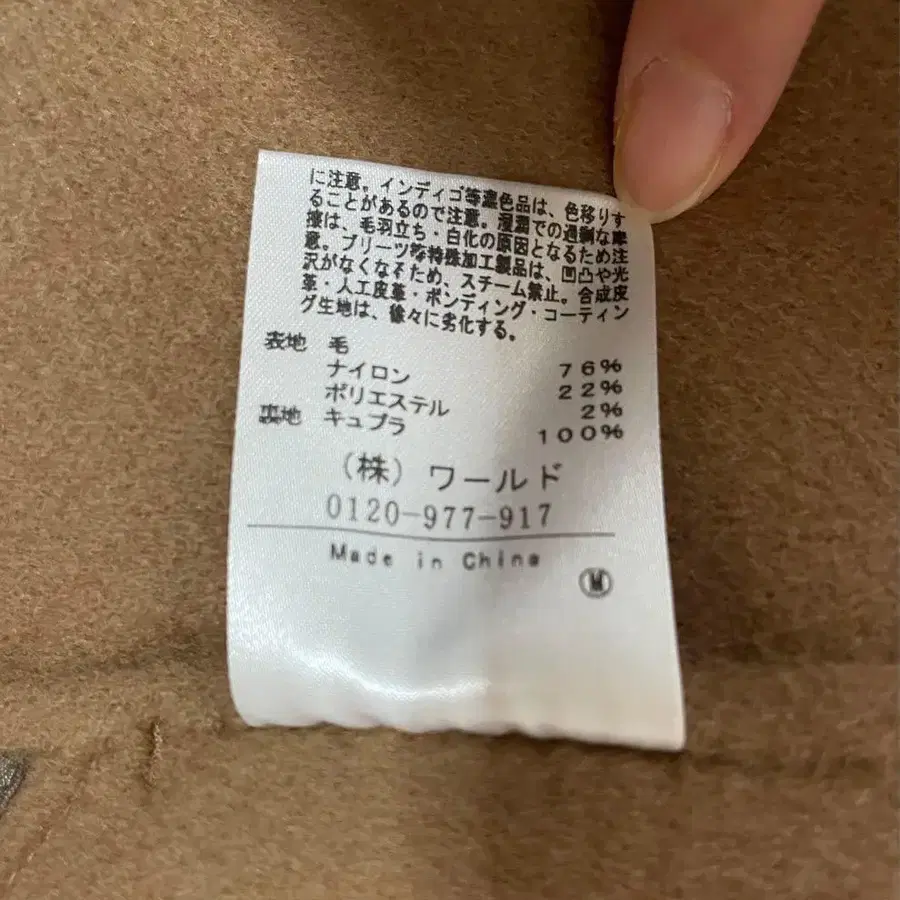 に注意。インディゴ等濃色品は、色移りす
ることがあるので注意。湿潤での過剰な摩
擦は、毛羽立ち・白化の原因となるため注
意。プリーツ等特殊加工製品は、凹凸や光
沢がなくなるため、スチーム禁止。合成皮
革・人工皮革・ボンディング・コーティン
グ生地は、徐々に劣化する。
表地 毛 76%
ナイロン 22%
ポリエステル 2%
裏地 キュプラ 100%
(株)ワールド
0120-977-917
Made in China
M